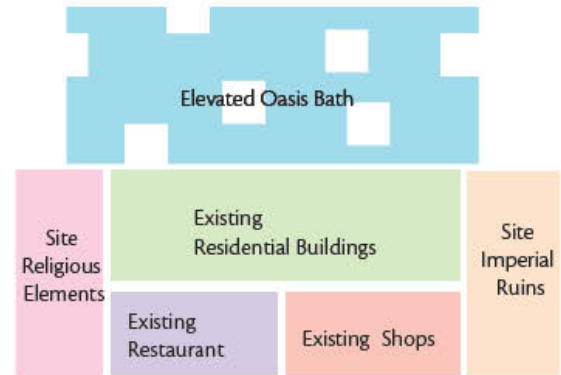 Elevated Oasis Bath
Site
Religious
Elements
Existing
Residential Buildings
Site
Imperial
Ruins
Existing
Restaurant
Existing Shops